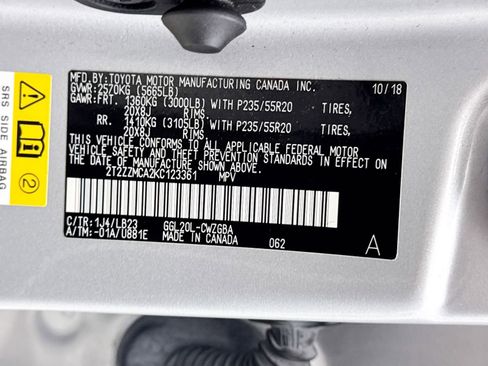 MFD.BY:TOYOTA MOTOR MANUFACTURING CANADA INC. 10/18
GVWR: 2570KG (5665LB)
GAWR: FRT. 1360KG (3000LB) WITH P235/55R20 TIRES,
20X8J RIMS.
RR. 1410KG (3105LB) WITH P235/55R20 TIRES,
20X8J RIMS.
THIS VEHICLE CONFORMS TO ALL APPLICABLE FEDERAL MOTOR
VEHICLE SAFETY AND THEFT PREVENTION STANDARDS IN EFFECT ON
THE DATE OF MANUFACTURE SHOWN ABOVE.
2T2ZZMCA2KC123361 MPV
C/TR: 1J4/LB23 GGL20L-CWZGBA
A/TM: -01A/U881E MADE IN CANADA 062 A
SRS SIDE AIRBAG
2